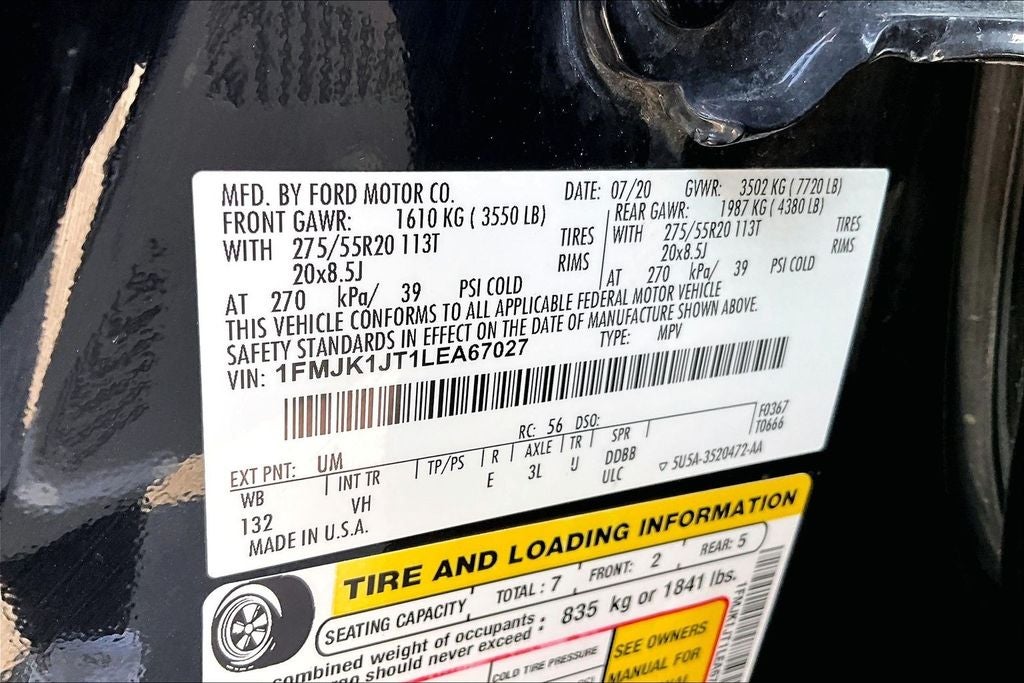 MFD. BY FORD MOTOR CO. DATE: 07/20 GVWR: 3502 KG ( 7720 LB)
FRONT GAWR: 1610 KG ( 3550 LB) REAR GAWR: 1987 KG ( 4380 LB)
WITH 275/55R20 113T TIRES WITH 275/55R20 113T TIRES
20x8.5J RIMS 20x8.5J RIMS
AT 270 kPa/ 39 PSI COLD AT 270 kPa/ 39 PSI COLD
THIS VEHICLE CONFORMS TO ALL APPLICABLE FEDERAL MOTOR VEHICLE
SAFETY STANDARDS IN EFFECT ON THE DATE OF MANUFACTURE SHOWN ABOVE.
VIN: 1FMJK1JT1LEA67027 TYPE: MPV
F0367
RC: 56 DSO: T0666
EXT PNT: UM
WB INT TR TP/PS R AXLE TR SPR
132 VH E 3L U DDBB
ULC 5U5A-3520472-AA
MADE IN U.S.A.
TIRE AND LOADING INFORMATION
SEATING CAPACITY TOTAL : 7 FRONT: 2 REAR: 5
combined weight of occupants
should never exceed : 835 kg or 1841 lbs.
COLD TIRE PRESSURE
SEE OWNERS
MANUAL FOR